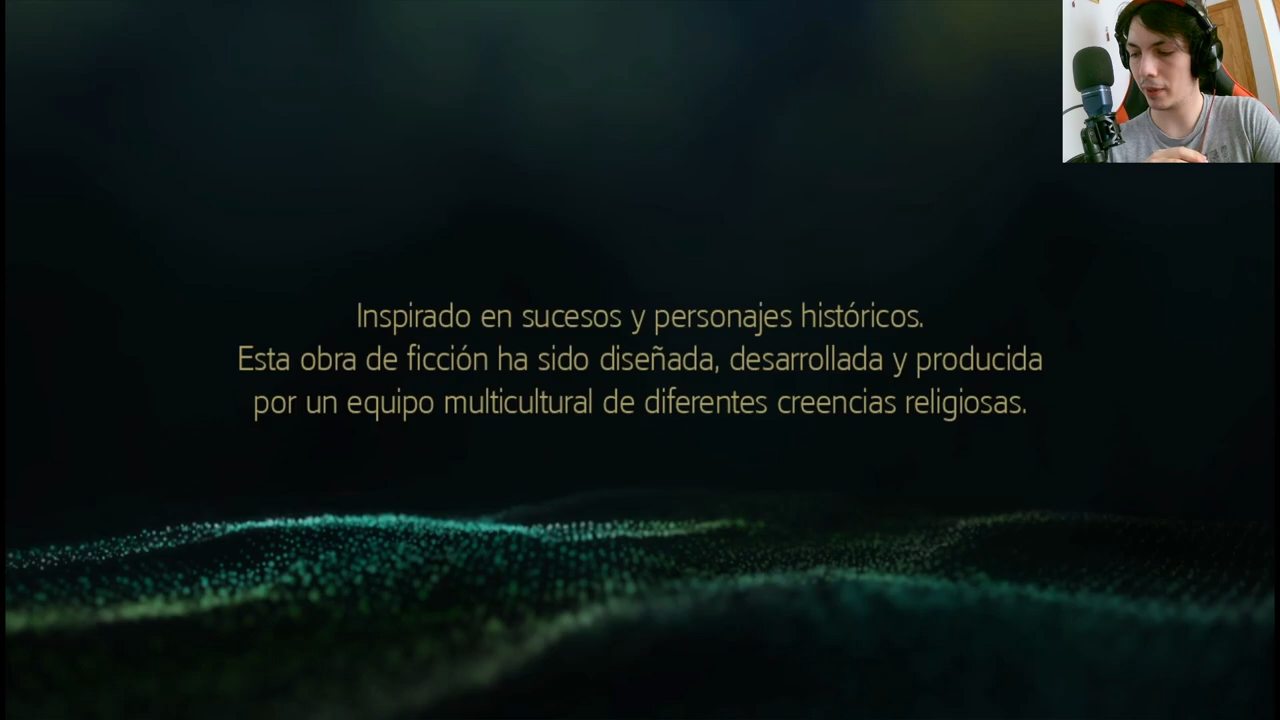 Inspirado en sucesos y personajes históricos.
Esta obra de ficción ha sido diseñada, desarrollada y producida
por un equipo multicultural de diferentes creencias religiosas.